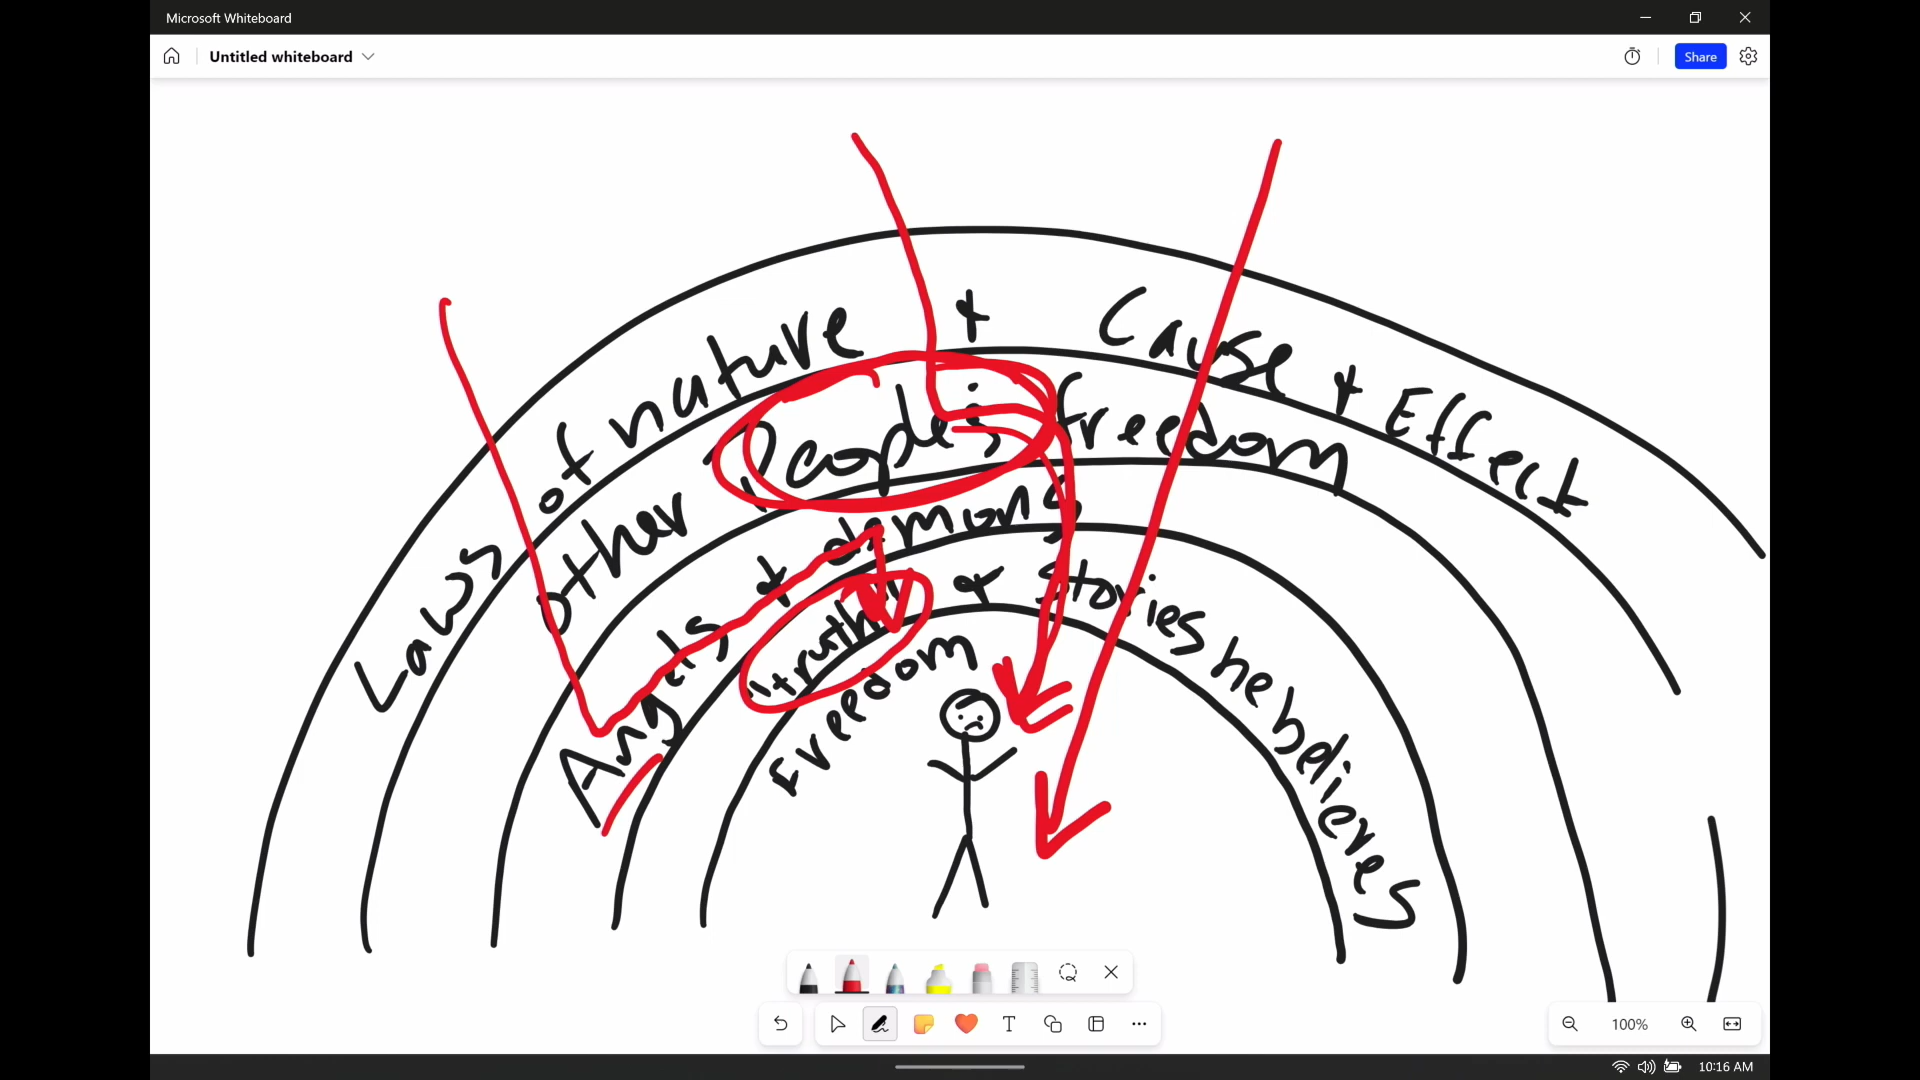 Microsoft Whiteboard
Untitled whiteboard
Share
Laws of nature & Cause & Effect
other People's freedom
Angels & demons
"truth" & stories he believes
Freedom
100%
10:16 AM